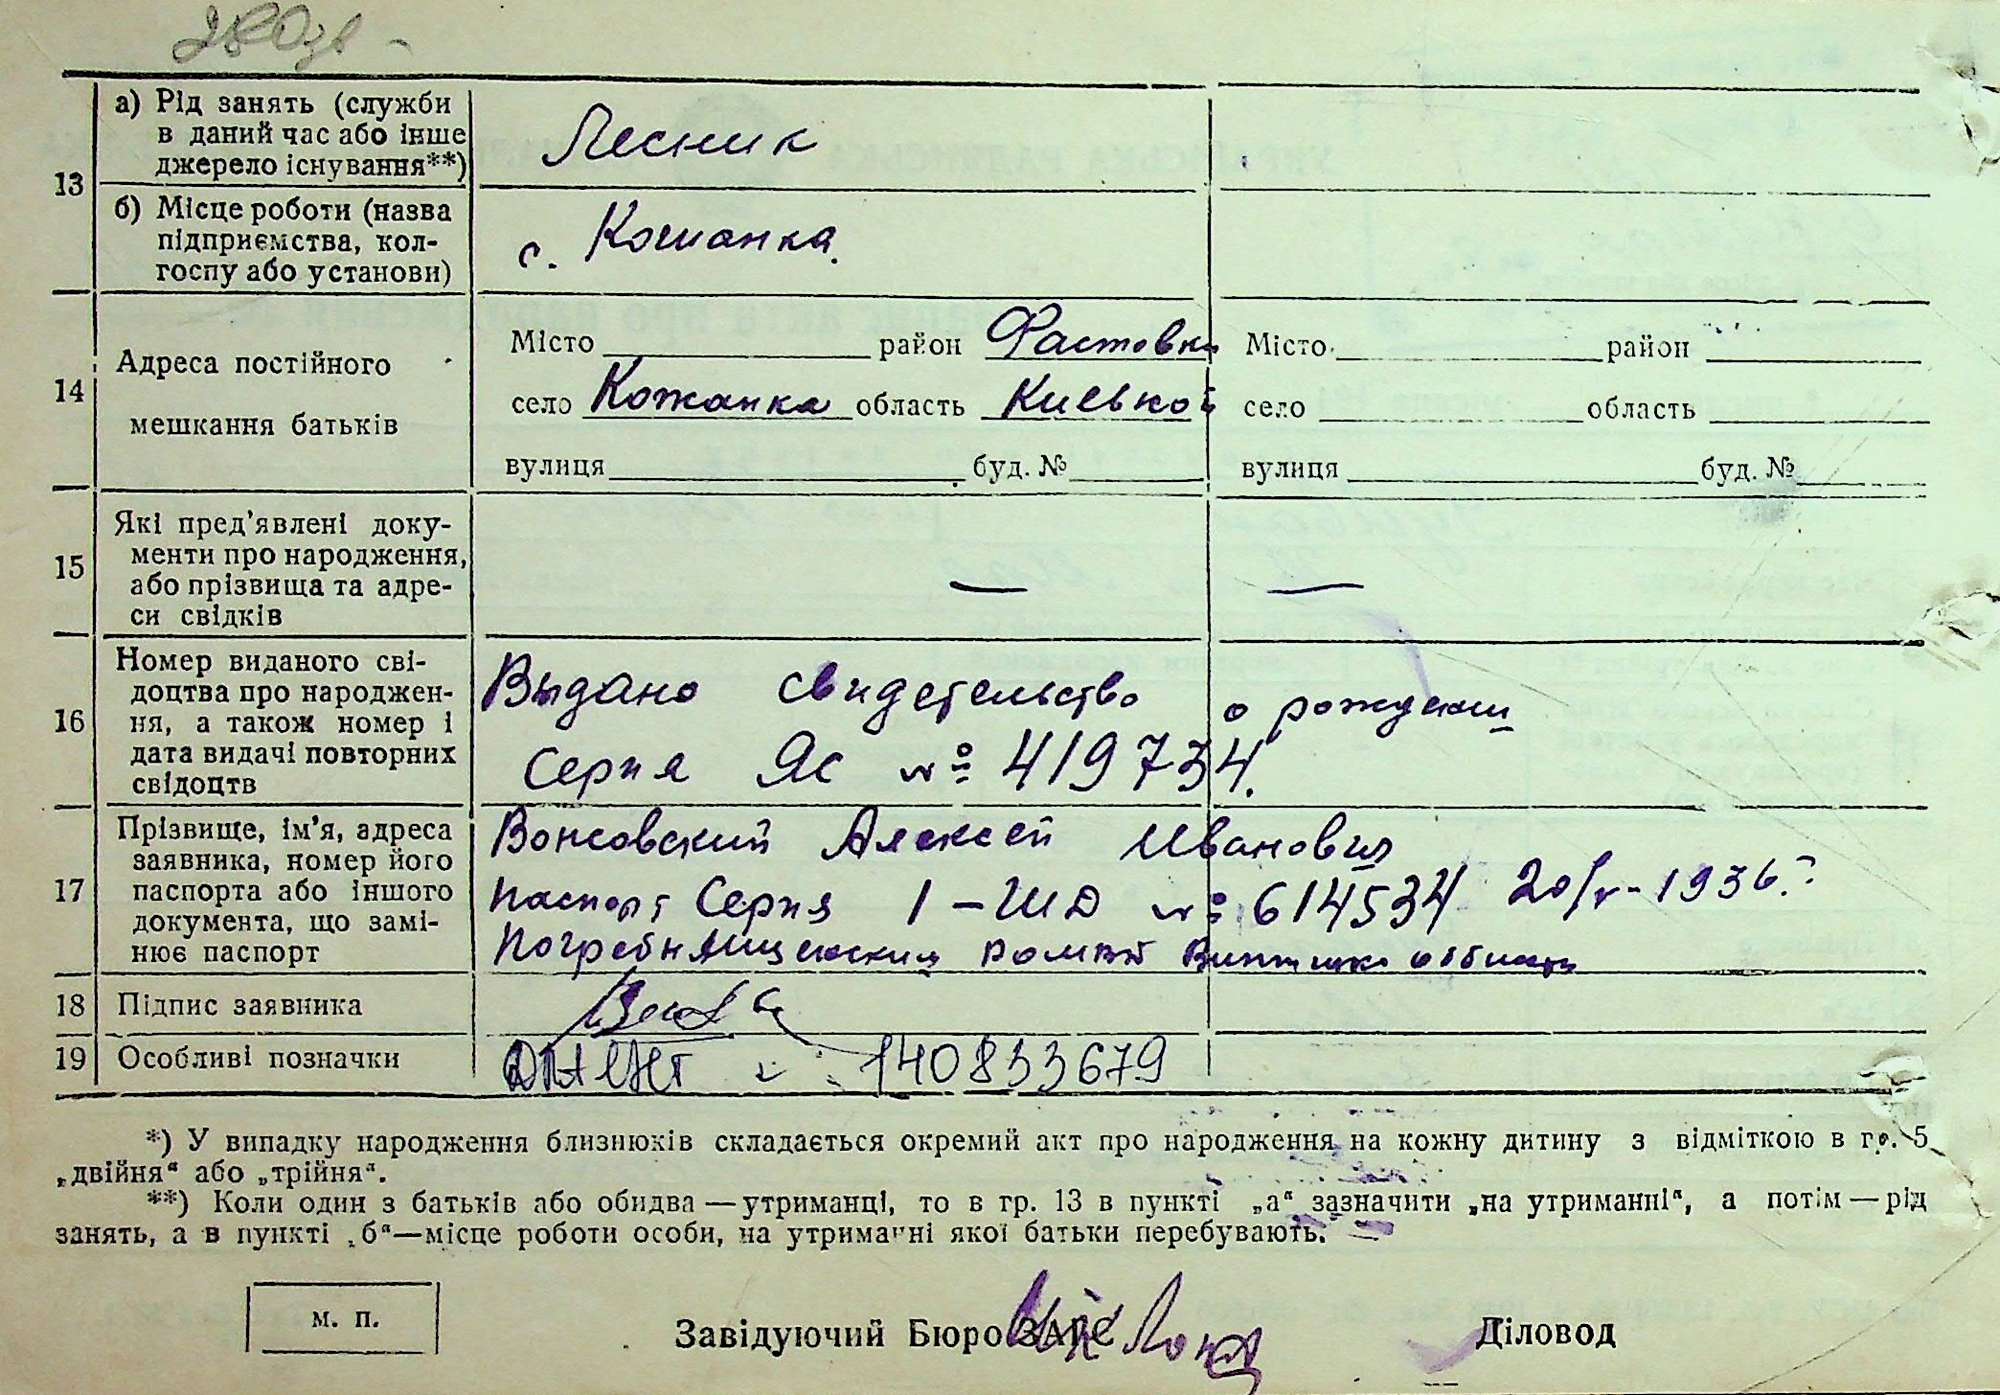 13
а) Рід занять (служби
в даний час або інше
джерело існування**)
Лесник
б) Місце роботи (назва
підприємства, кол-
госпу або установи)
с. Кожанка.
14
Адреса постійного
мешкання батьків
Місто район Фастовки
село Кожанка область Киевкой
вулиця буд. №
Місто район
село область
вулиця буд. №
15
Які пред'явлені доку-
менти про народження,
або прізвища та адре-
си свідків
— —
16
Номер виданого сві-
доцтва про народжен-
ня, а також номер і
дата видачі повторних
свідоцтв
Выдано свидетельство о рождении
Серия Яс № 419734.
17
Прізвище, ім'я, адреса
заявника, номер його
паспорта або іншого
документа, що замі-
нює паспорт
Вонсовский Алексей Иванович
паспорт Серия 1-ШД № 614534 20/V-1936.
Погребищенским области
18 Підпис заявника
19 Особливі позначки
140833679
*) У випадку народження близнюків складається окремий акт про народження на кожну дитину з відміткою в гр. 5
„двійня" або „трійня".
**) Коли один з батьків або обидва — утриманці, то в гр. 13 в пункті „а" зазначити „на утриманні", а потім — рід
занять, а в пункті „б"—місце роботи особи, на утриманні якої батьки перебувають.
м. п.
Завідуючий Бюро ЗАГС Діловод